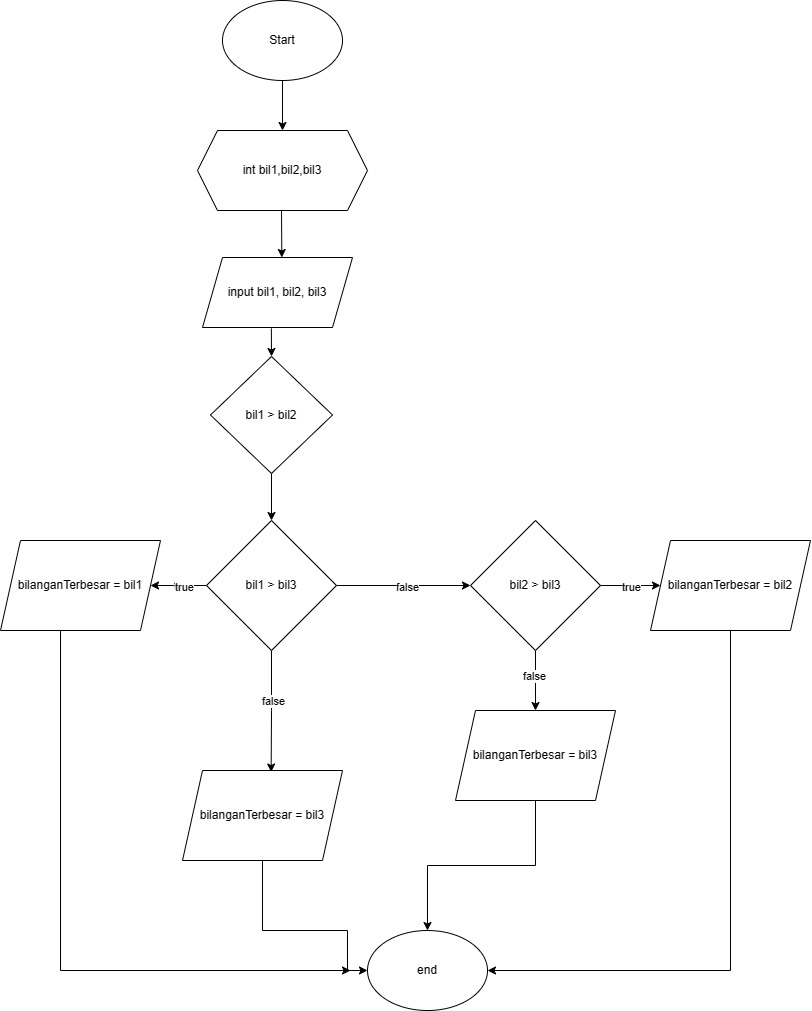 Start
int bil1,bil2,bil3
input bil1, bil2, bil3
bil1 > bil2
bilanganTerbesar = bil1
true
bil1 > bil3
false
bil2 > bil3
true
bilanganTerbesar = bil2
false
false
bilanganTerbesar = bil3
bilanganTerbesar = bil3
end